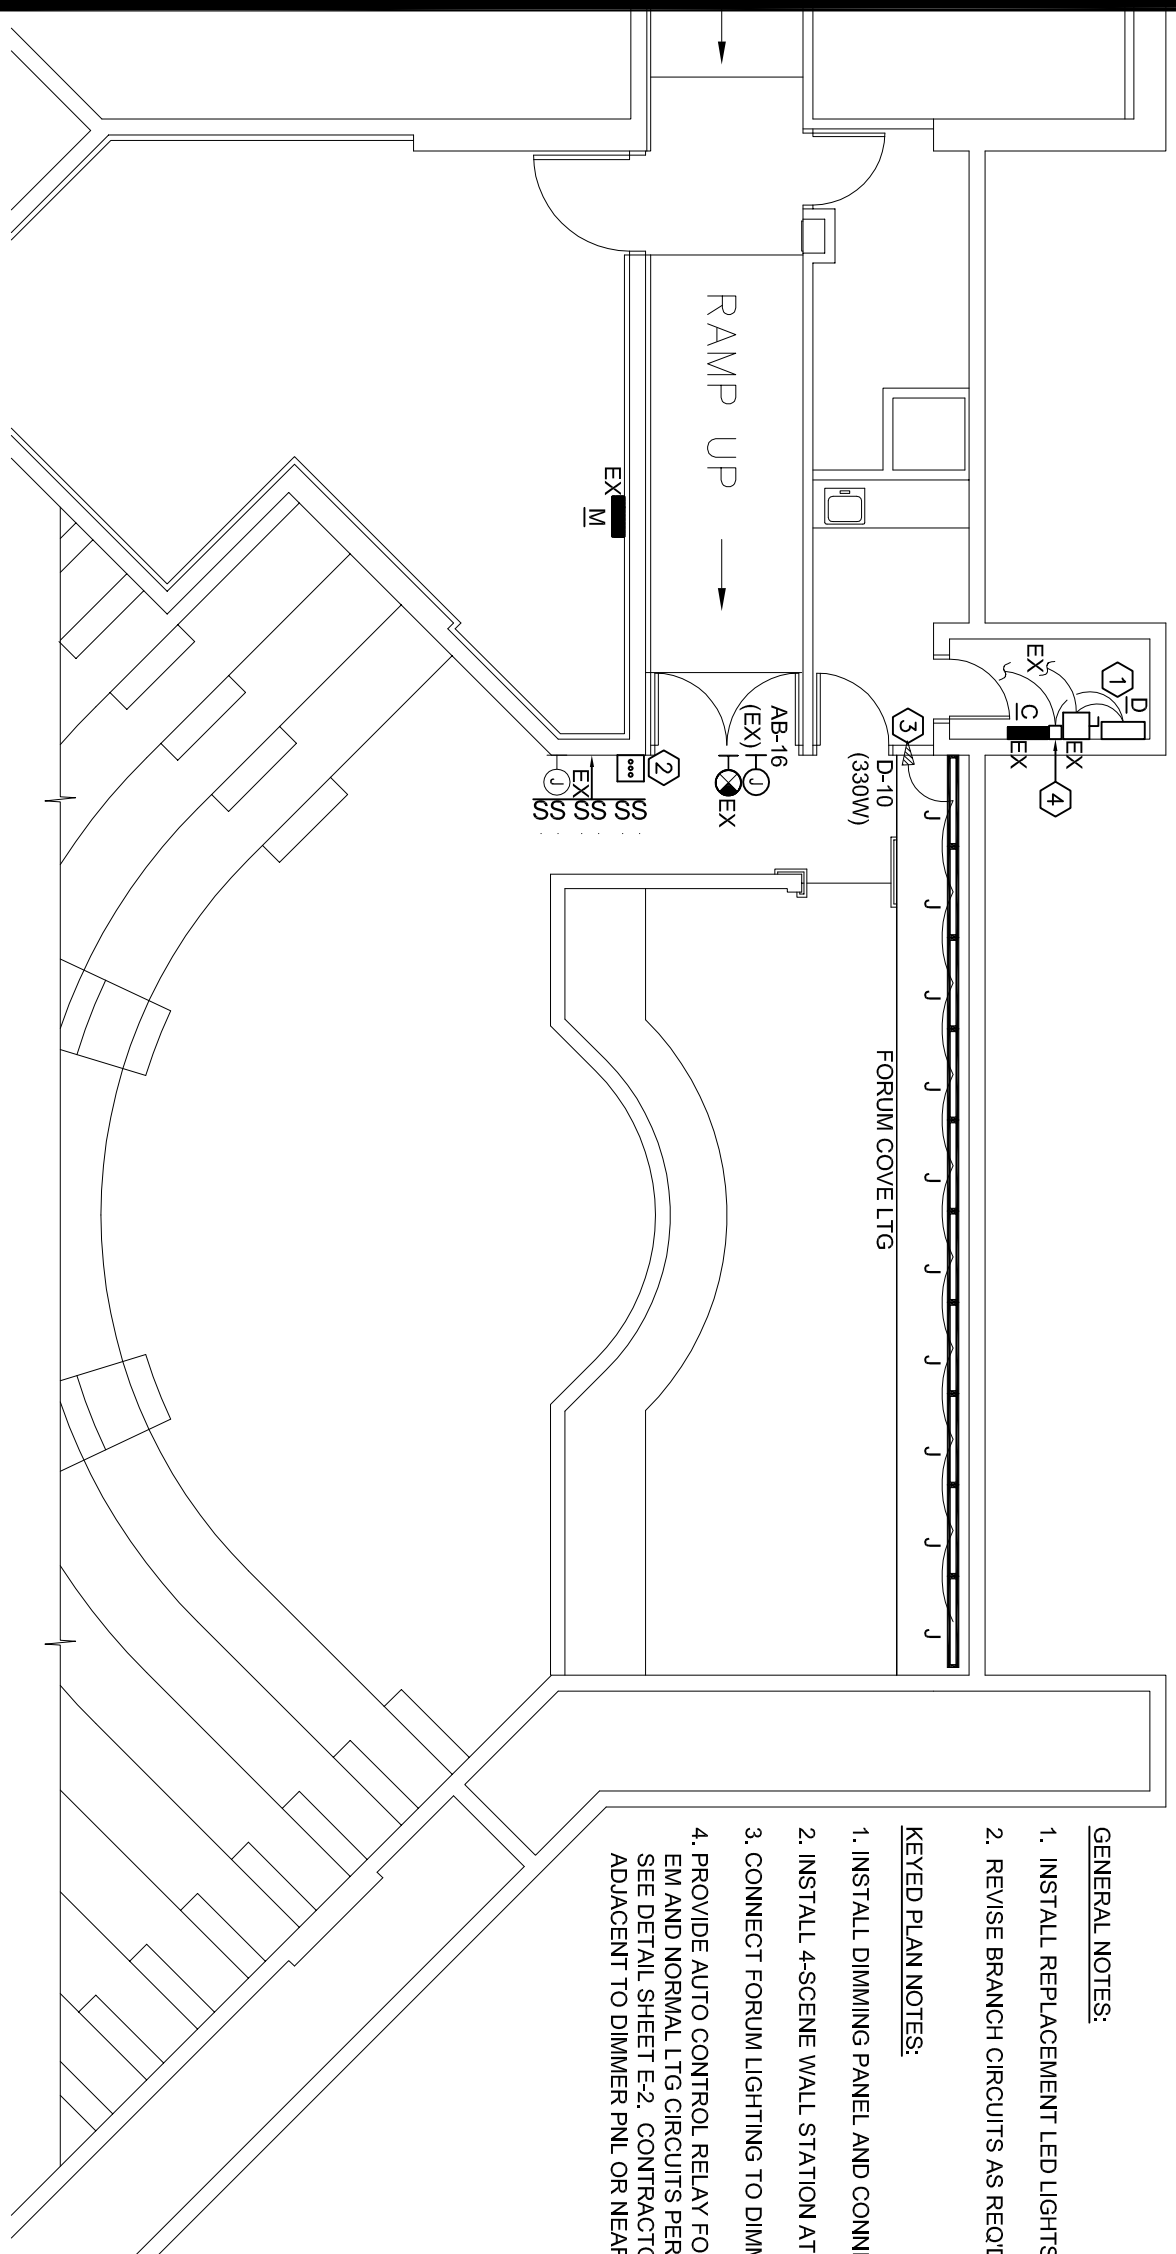 RAMP UP
EX
M
EX
1
D
C
EX
EX
4
3
AB-16
(EX)
J
EX
D-10
(330W)
2
J
EX
SS SS SS
FORUM COVE LTG
J
J
J
J
J
J
J
J
J
J
GENERAL NOTES:
1. INSTALL REPLACEMENT LED LIGHTS
2. REVISE BRANCH CIRCUITS AS REQ'D
KEYED PLAN NOTES:
1. INSTALL DIMMING PANEL AND CONN
2. INSTALL 4-SCENE WALL STATION AT
3. CONNECT FORUM LIGHTING TO DIMM
4. PROVIDE AUTO CONTROL RELAY FO
EM AND NORMAL LTG CIRCUITS PER
SEE DETAIL SHEET E-2. CONTRACTO
ADJACENT TO DIMMER PNL OR NEAR